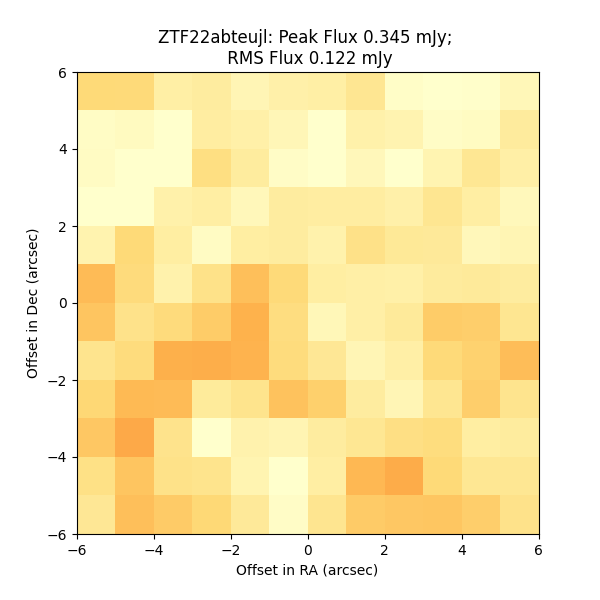 ZTF22abteujl: Peak Flux 0.345 mJy;
RMS Flux 0.122 mJy
6
4
2
0
−2
−4
−6
Offset in Dec (arcsec)
−6 −4 −2 0 2 4 6
Offset in RA (arcsec)